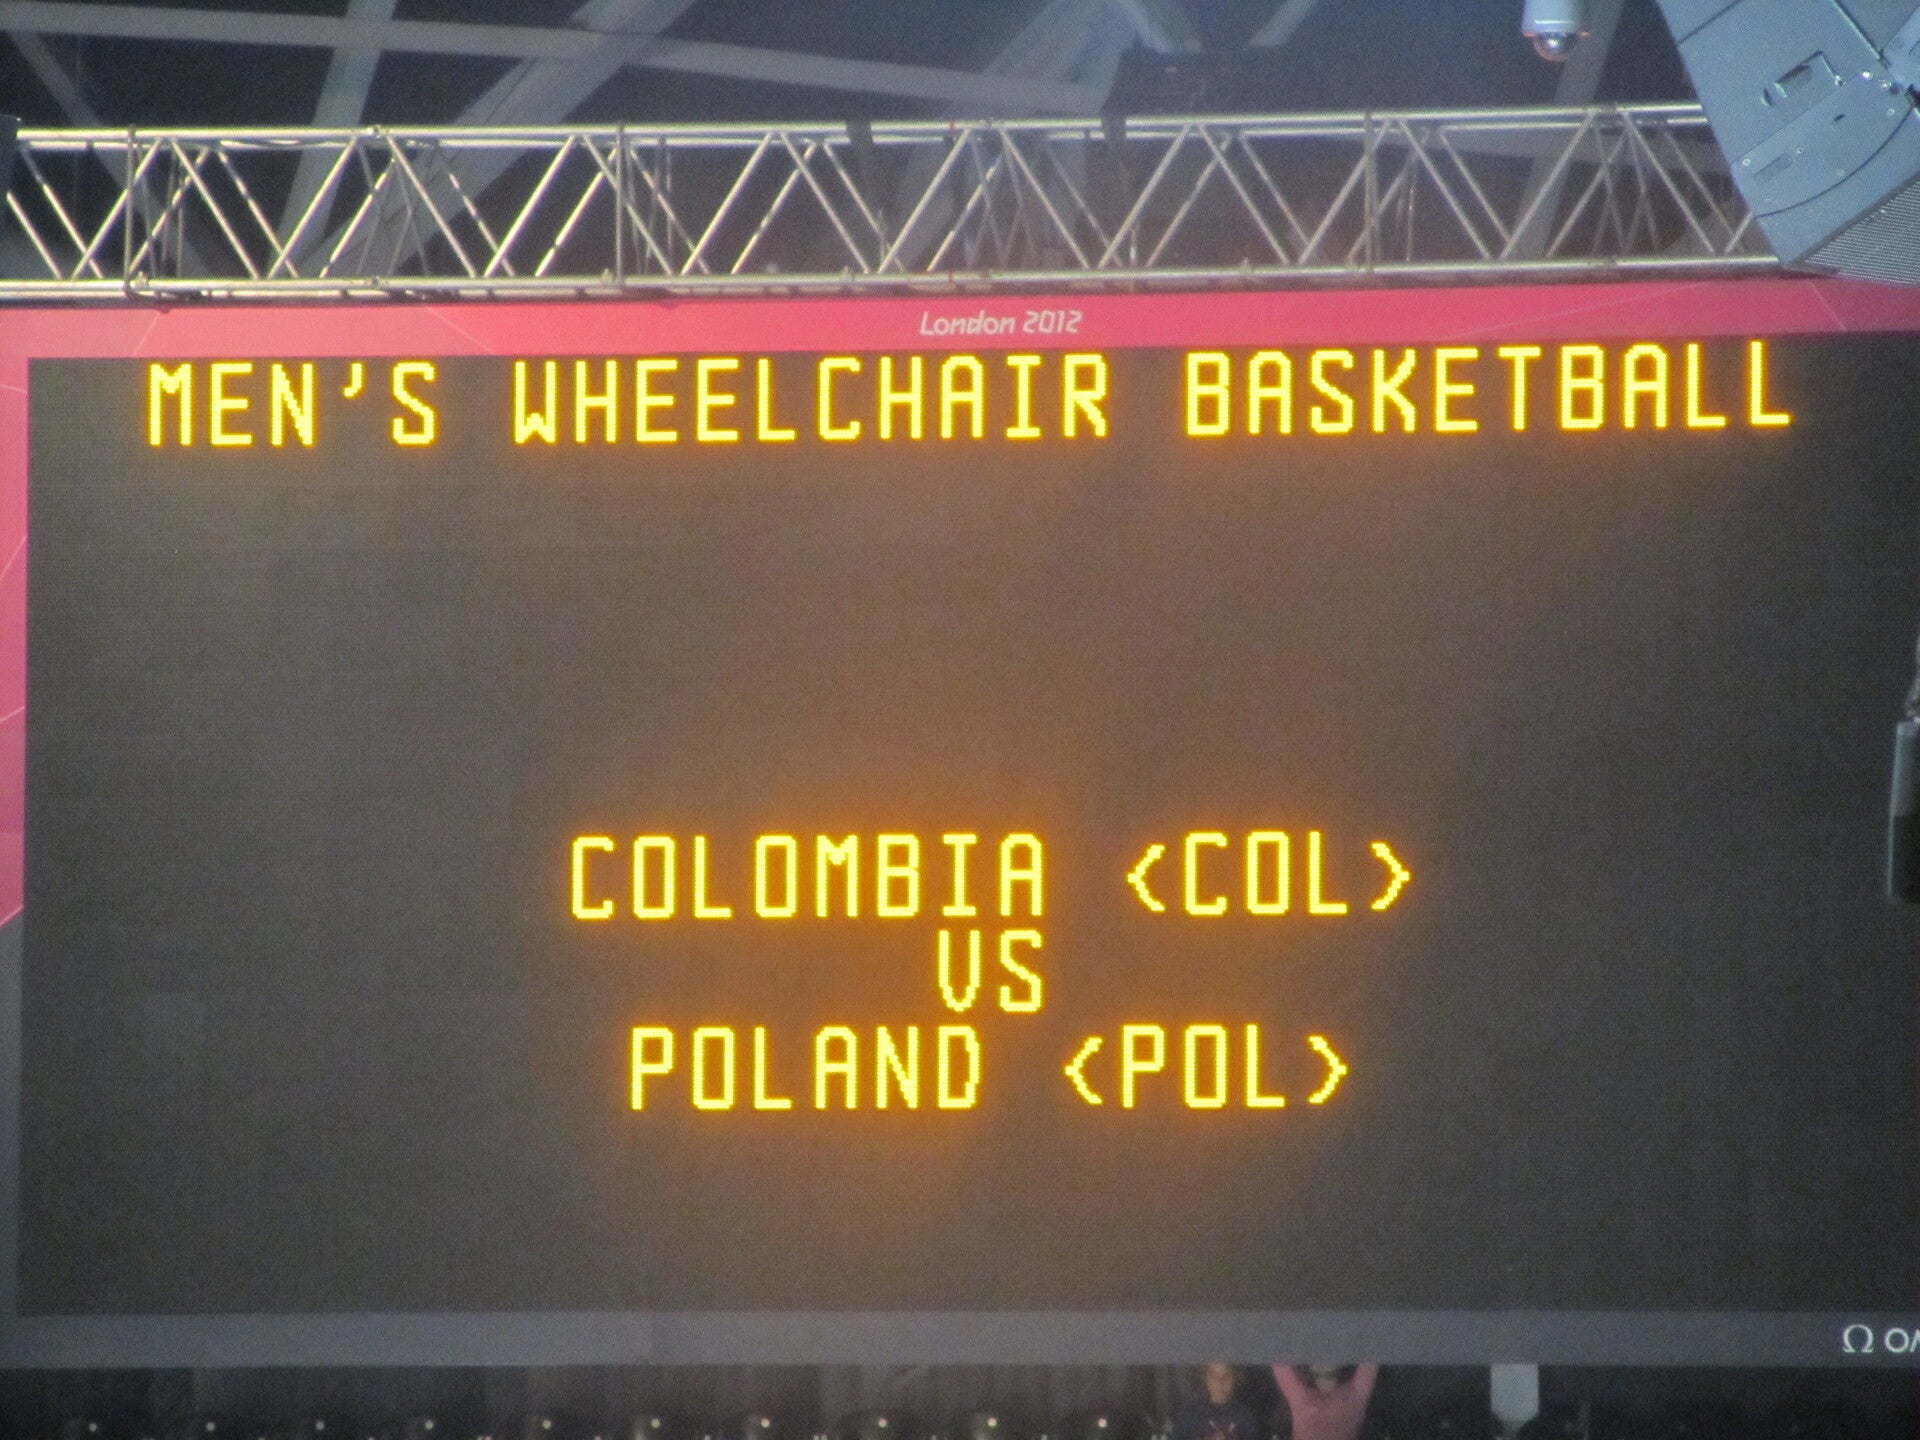 London 2012
MEN'S WHEELCHAIR BASKETBALL
COLOMBIA <COL>
VS
POLAND <POL>
Ω